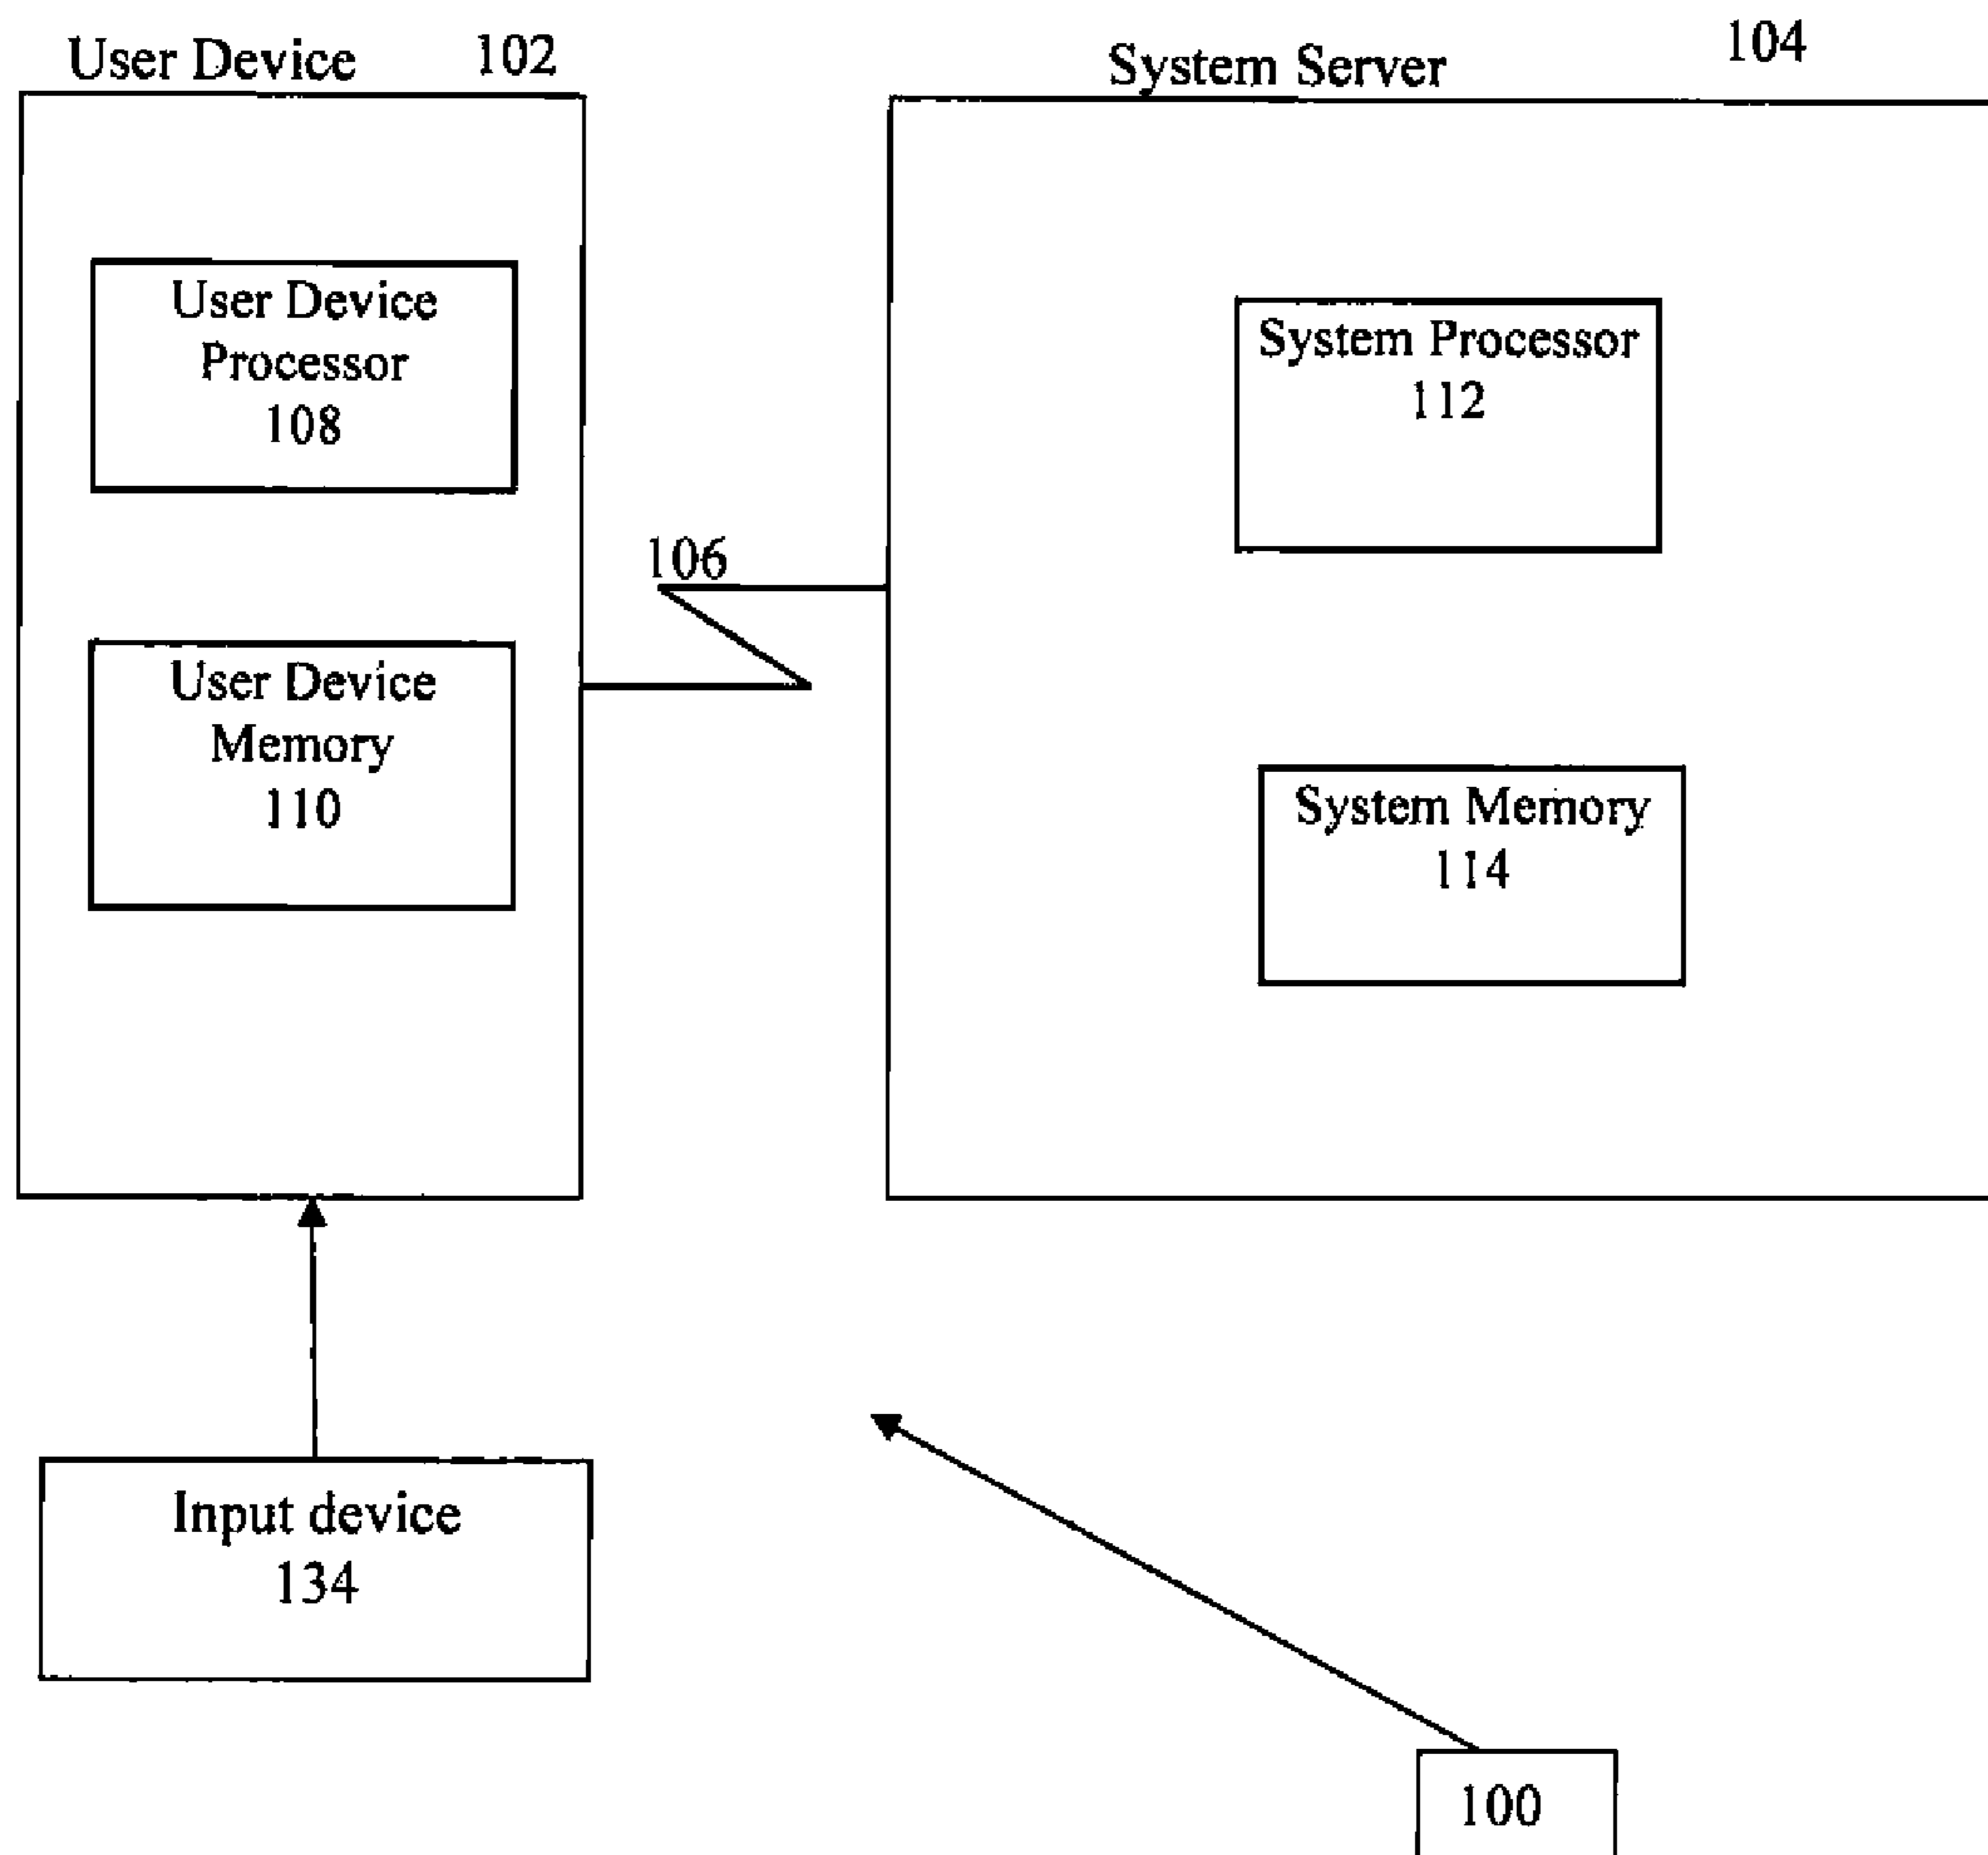 User Device 102
System Server 104
User Device
Processor
108
System Processor
112
106
User Device
Memory
110
System Memory
114
Input device
134
100